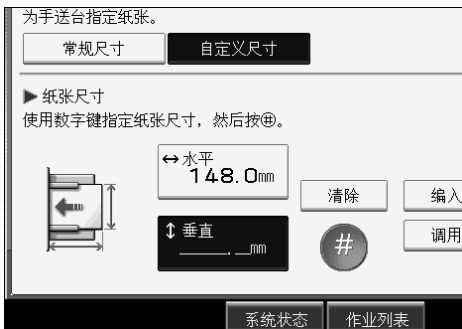 为手送台指定纸张。
常规尺寸 自定义尺寸
▶ 纸张尺寸
使用数字键指定纸张尺寸，然后按⊕。
↔水平
148.0mm
清除 编入
↕ 垂直
____.__mm
# 调用
系统状态 作业列表